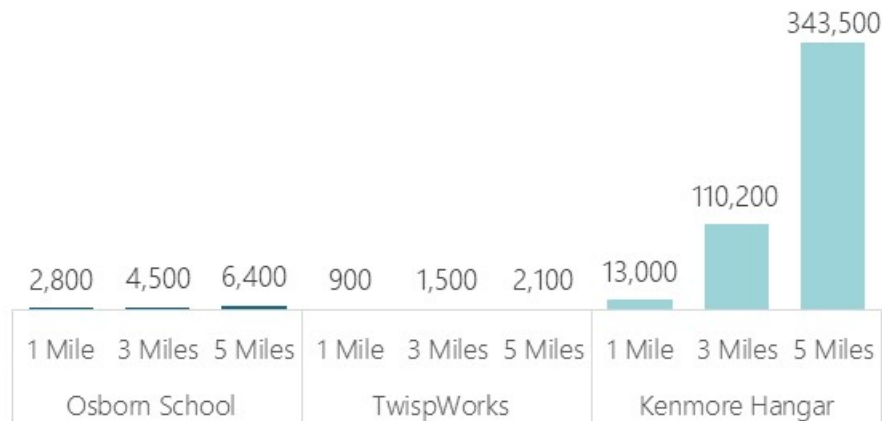 343,500
110,200
2,800 4,500 6,400 900 1,500 2,100 13,000
1 Mile 3 Miles 5 Miles 1 Mile 3 Miles 5 Miles 1 Mile 3 Miles 5 Miles
Osborn School TwispWorks Kenmore Hangar